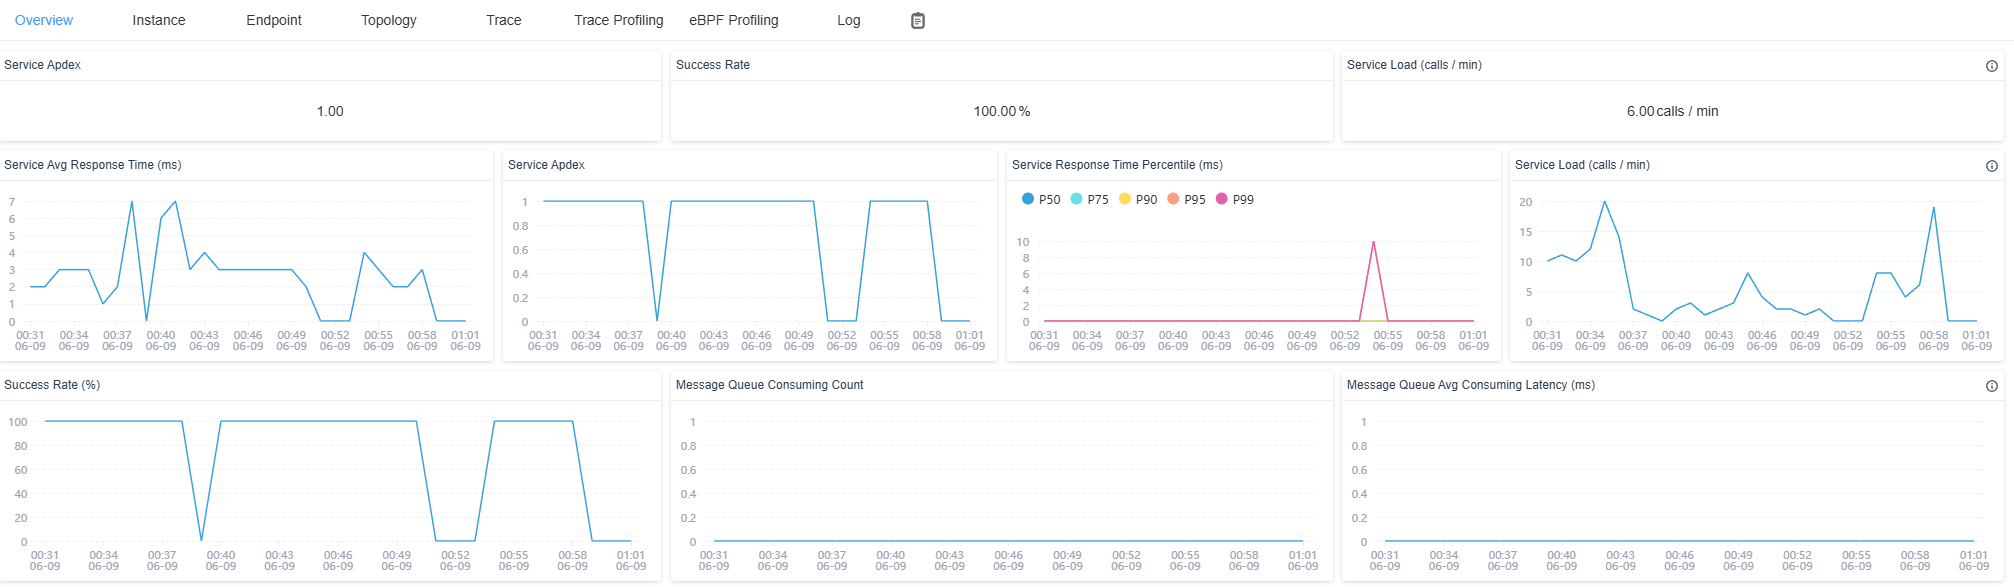 Overview Instance Endpoint Topology Trace Trace Profiling eBPF Profiling Log
Service Apdex
1.00
Success Rate
100.00 %
Service Load (calls / min)
6.00 calls / min
Service Avg Response Time (ms)
7
6
5
4
3
2
1
0
00:31 00:34 00:37 00:40 00:43 00:46 00:49 00:52 00:55 00:58 01:01
06-09 06-09 06-09 06-09 06-09 06-09 06-09 06-09 06-09 06-09 06-09
Service Apdex
1
0.8
0.6
0.4
0.2
0
00:31 00:34 00:37 00:40 00:43 00:46 00:49 00:52 00:55 00:58 01:01
06-09 06-09 06-09 06-09 06-09 06-09 06-09 06-09 06-09 06-09 06-09
Service Response Time Percentile (ms)
P50 P75 P90 P95 P99
10
8
6
4
2
0
00:31 00:34 00:37 00:40 00:43 00:46 00:49 00:52 00:55 00:58 01:01
06-09 06-09 06-09 06-09 06-09 06-09 06-09 06-09 06-09 06-09 06-09
Service Load (calls / min)
20
15
10
5
0
00:31 00:34 00:37 00:40 00:43 00:46 00:49 00:52 00:55 00:58 01:01
06-09 06-09 06-09 06-09 06-09 06-09 06-09 06-09 06-09 06-09 06-09
Success Rate (%)
100
80
60
40
20
0
00:31 00:34 00:37 00:40 00:43 00:46 00:49 00:52 00:55 00:58 01:01
06-09 06-09 06-09 06-09 06-09 06-09 06-09 06-09 06-09 06-09 06-09
Message Queue Consuming Count
1
0.8
0.6
0.4
0.2
0
00:31 00:34 00:37 00:40 00:43 00:46 00:49 00:52 00:55 00:58 01:01
06-09 06-09 06-09 06-09 06-09 06-09 06-09 06-09 06-09 06-09 06-09
Message Queue Avg Consuming Latency (ms)
1
0.8
0.6
0.4
0.2
0
00:31 00:34 00:37 00:40 00:43 00:46 00:49 00:52 00:55 00:58 01:01
06-09 06-09 06-09 06-09 06-09 06-09 06-09 06-09 06-09 06-09 06-09